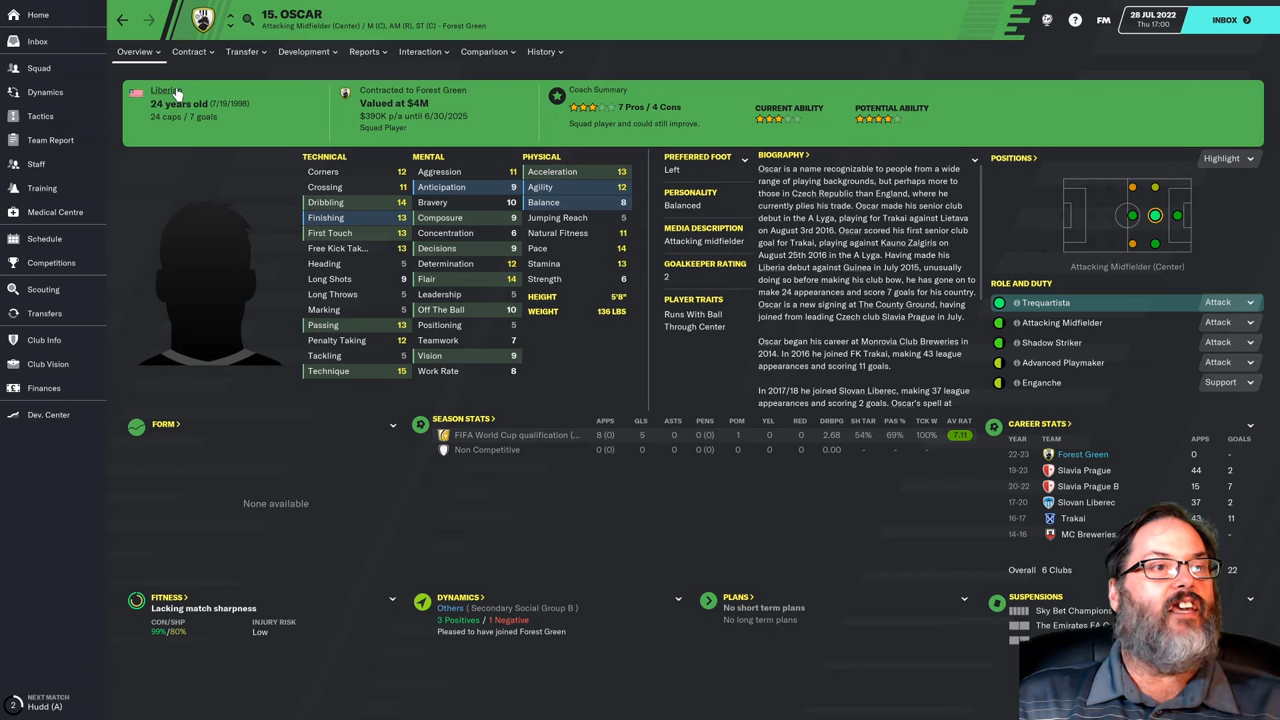 Home
Inbox
Squad
Dynamics
Tactics
Team Report
Staff
Training
Medical Centre
Schedule
Competitions
Scouting
Transfers
Club Info
Club Vision
Finances
Dev. Center
2
NEXT MATCH
Hudd (A)
15. OSCAR
Attacking Midfielder (Center) / M (C), AM (R), ST (C) - Forest Green
FM
28 JUL 2022
Thu 17:00
INBOX
Overview
Contract
Transfer
Development
Reports
Interaction
Comparison
History
Liberian
24 years old (7/19/1998)
24 caps / 7 goals
Contracted to Forest Green
Valued at $4M
$390K p/a until 6/30/2025
Squad Player
Coach Summary
7 Pros / 4 Cons
Squad player and could still improve.
CURRENT ABILITY
POTENTIAL ABILITY
TECHNICAL
Corners 12
Crossing 11
Dribbling 14
Finishing 13
First Touch 13
Free Kick Tak... 13
Heading 5
Long Shots 9
Long Throws 5
Marking 5
Passing 13
Penalty Taking 12
Tackling 5
Technique 15
MENTAL
Aggression 11
Anticipation 9
Bravery 10
Composure 9
Concentration 6
Decisions 9
Determination 12
Flair 14
Leadership 5
Off The Ball 10
Positioning 5
Teamwork 7
Vision 9
Work Rate 8
PHYSICAL
Acceleration 13
Agility 12
Balance 8
Jumping Reach 5
Natural Fitness 11
Pace 14
Stamina 13
Strength 6
HEIGHT 5'8"
WEIGHT 136 LBS
PREFERRED FOOT
Left
PERSONALITY
Balanced
MEDIA DESCRIPTION
Attacking midfielder
GOALKEEPER RATING
2
PLAYER TRAITS
Runs With Ball
Through Center
BIOGRAPHY
Oscar is a name recognizable to people from a wide
range of playing backgrounds, but perhaps more to
those in Czech Republic than England, where he
currently plies his trade. Oscar made his senior club
debut in the A Lyga, playing for Trakai against Lietava
on August 3rd 2016. Oscar scored his first senior club
goal for Trakai, playing against Kauno Zalgiris on
August 25th 2016 in the A Lyga. Having made his
Liberia debut against Guinea in July 2015, unusually
doing so before making his club bow, he has gone on to
make 24 appearances and score 7 goals for his country.
Oscar is a new signing at The County Ground, having
joined from leading Czech club Slavia Prague in July.
Oscar began his career at Monrovia Club Breweries in
2014. In 2016 he joined FK Trakai, making 43 league
appearances and scoring 11 goals.
In 2017/18 he joined Slovan Liberec, making 37 league
appearances and scoring 2 goals. Oscar's spell at
POSITIONS
Highlight
Attacking Midfielder (Center)
ROLE AND DUTY
Trequartista Attack
Attacking Midfielder Attack
Shadow Striker Attack
Advanced Playmaker Attack
Enganche Support
FORM
None available
SEASON STATS
APPS GLS ASTS PENS POM YEL RED DRBPG SH TAR PAS % TCK W AV RAT
FIFA World Cup qualification (... 8 (0) 5 0 0 (0) 1 0 0 2.68 54% 69% 100% 7.11
Non Competitive 0 (0) 0 0 0 (0) 0 0 0 0.00 - - - -
CAREER STATS
YEAR TEAM APPS GOALS
22-23 Forest Green 0 -
19-23 Slavia Prague 44 2
20-22 Slavia Prague B 15 7
17-20 Slovan Liberec 37 2
16-17 Trakai 43 11
14-16 MC Breweries -
Overall 6 Clubs 22
FITNESS
Lacking match sharpness
CON/SHP
99%/80%
INJURY RISK
Low
DYNAMICS
Others ( Secondary Social Group B )
3 Positives / 1 Negative
Pleased to have joined Forest Green
PLANS
No short term plans
No long term plans
SUSPENSIONS
Sky Bet Champions
The Emirates FA C